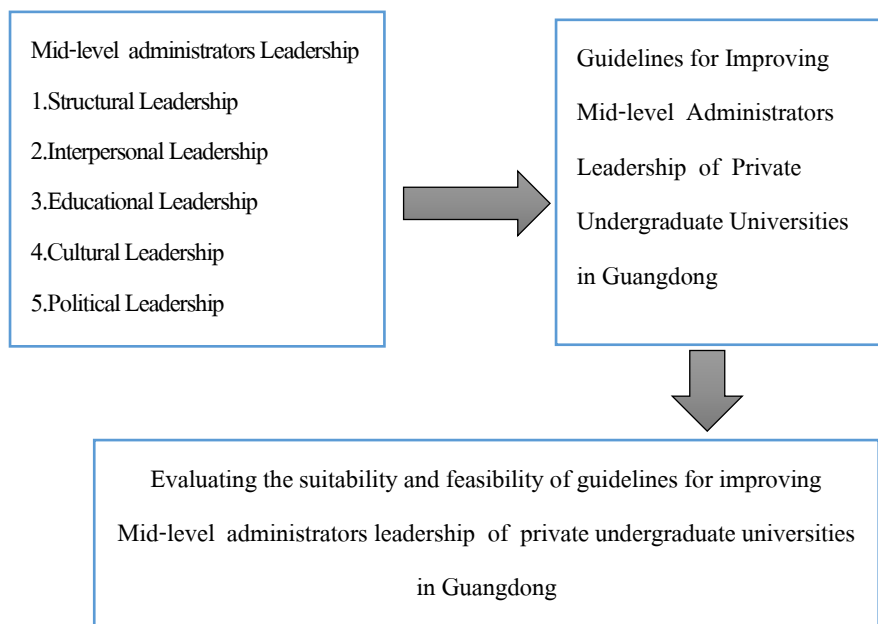 Mid-level administrators Leadership
1.Structural Leadership
2.Interpersonal Leadership
3.Educational Leadership
4.Cultural Leadership
5.Political Leadership
Guidelines for Improving
Mid-level Administrators
Leadership of Private
Undergraduate Universities
in Guangdong
Evaluating the suitability and feasibility of guidelines for improving
Mid-level administrators leadership of private undergraduate universities
in Guangdong